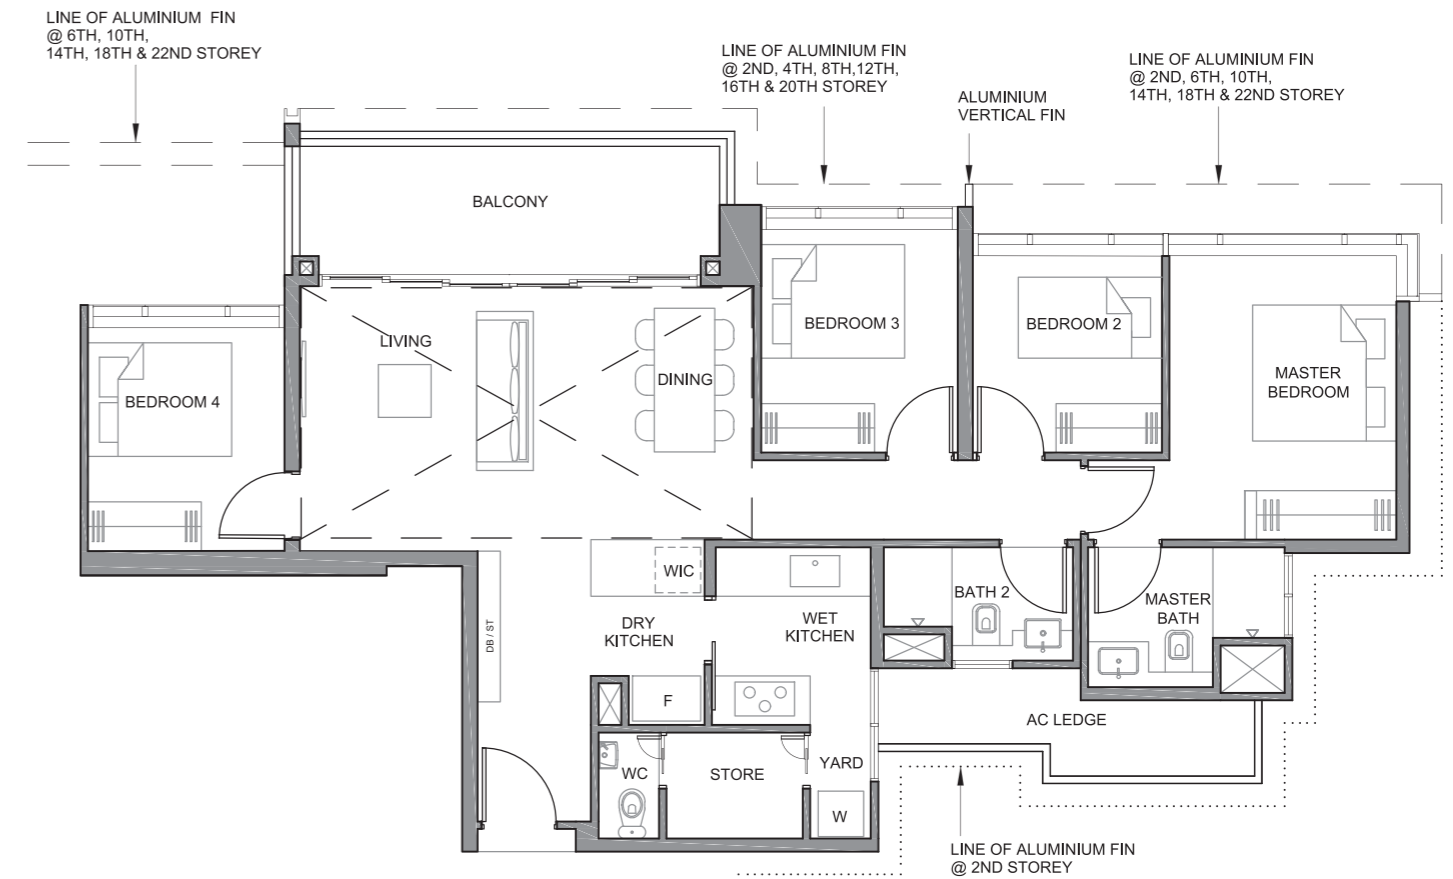 LINE OF ALUMINIUM FIN
@ 6TH, 10TH,
14TH, 18TH & 22ND STOREY
LINE OF ALUMINIUM FIN
@ 2ND, 4TH, 8TH,12TH,
16TH & 20TH STOREY
ALUMINIUM
VERTICAL FIN
LINE OF ALUMINIUM FIN
@ 2ND, 6TH, 10TH,
14TH, 18TH & 22ND STOREY
BALCONY
BEDROOM 4
LIVING
DINING
BEDROOM 3
BEDROOM 2
MASTER
BEDROOM
WIC
DB / ST
DRY
KITCHEN
WET
KITCHEN
BATH 2
MASTER
BATH
F
AC LEDGE
WC
STORE
YARD
W
LINE OF ALUMINIUM FIN
@ 2ND STOREY